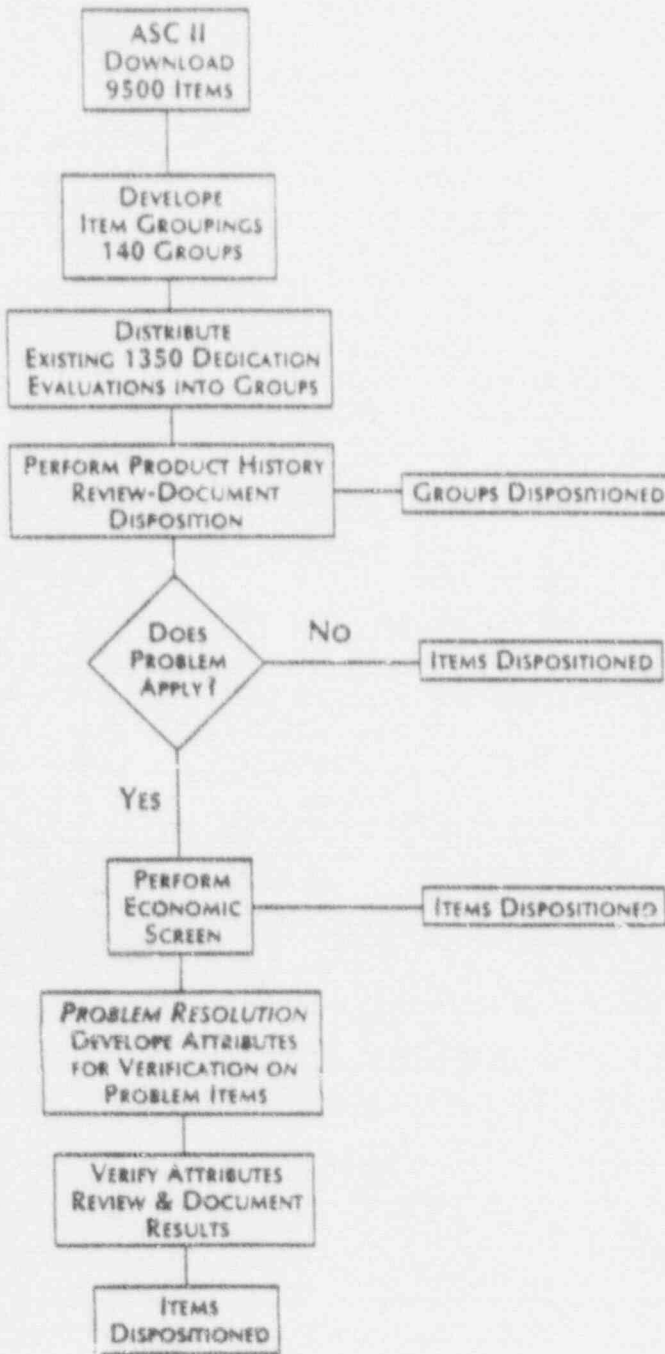 ASC II
DOWNLOAD
9500 ITEMS
DEVELOPE
ITEM GROUPINGS
140 GROUPS
DISTRIBUTE
EXISTING 1350 DEDICATION
EVALUATIONS INTO GROUPS
PERFORM PRODUCT HISTORY
REVIEW-DOCUMENT
DISPOSITION
GROUPS DISPOSITIONED
DOES
PROBLEM
APPLY?
NO
ITEMS DISPOSITIONED
YES
PERFORM
ECONOMIC
SCREEN
ITEMS DISPOSITIONED
PROBLEM RESOLUTION
DEVELOPE ATTRIBUTES
FOR VERIFICATION ON
PROBLEM ITEMS
VERIFY ATTRIBUTES
REVIEW & DOCUMENT
RESULTS
ITEMS
DISPOSITIONED